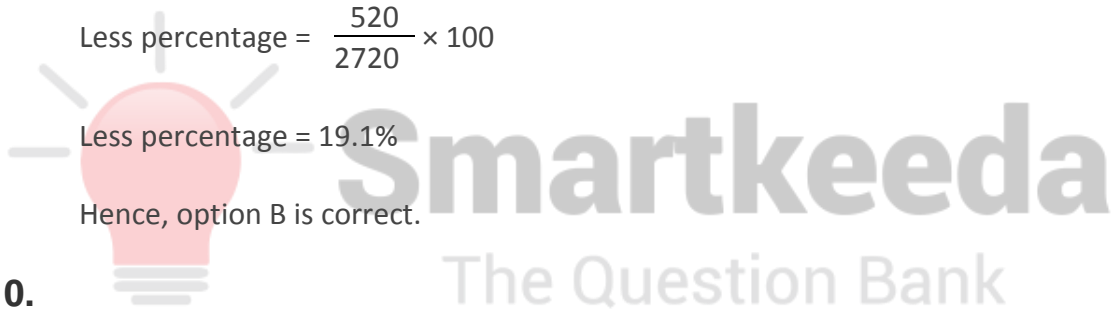 Less percentage = 520 / 2720 × 100
Less percentage = 19.1%
Smartkeeda
Hence, option B is correct.
The Question Bank
0.